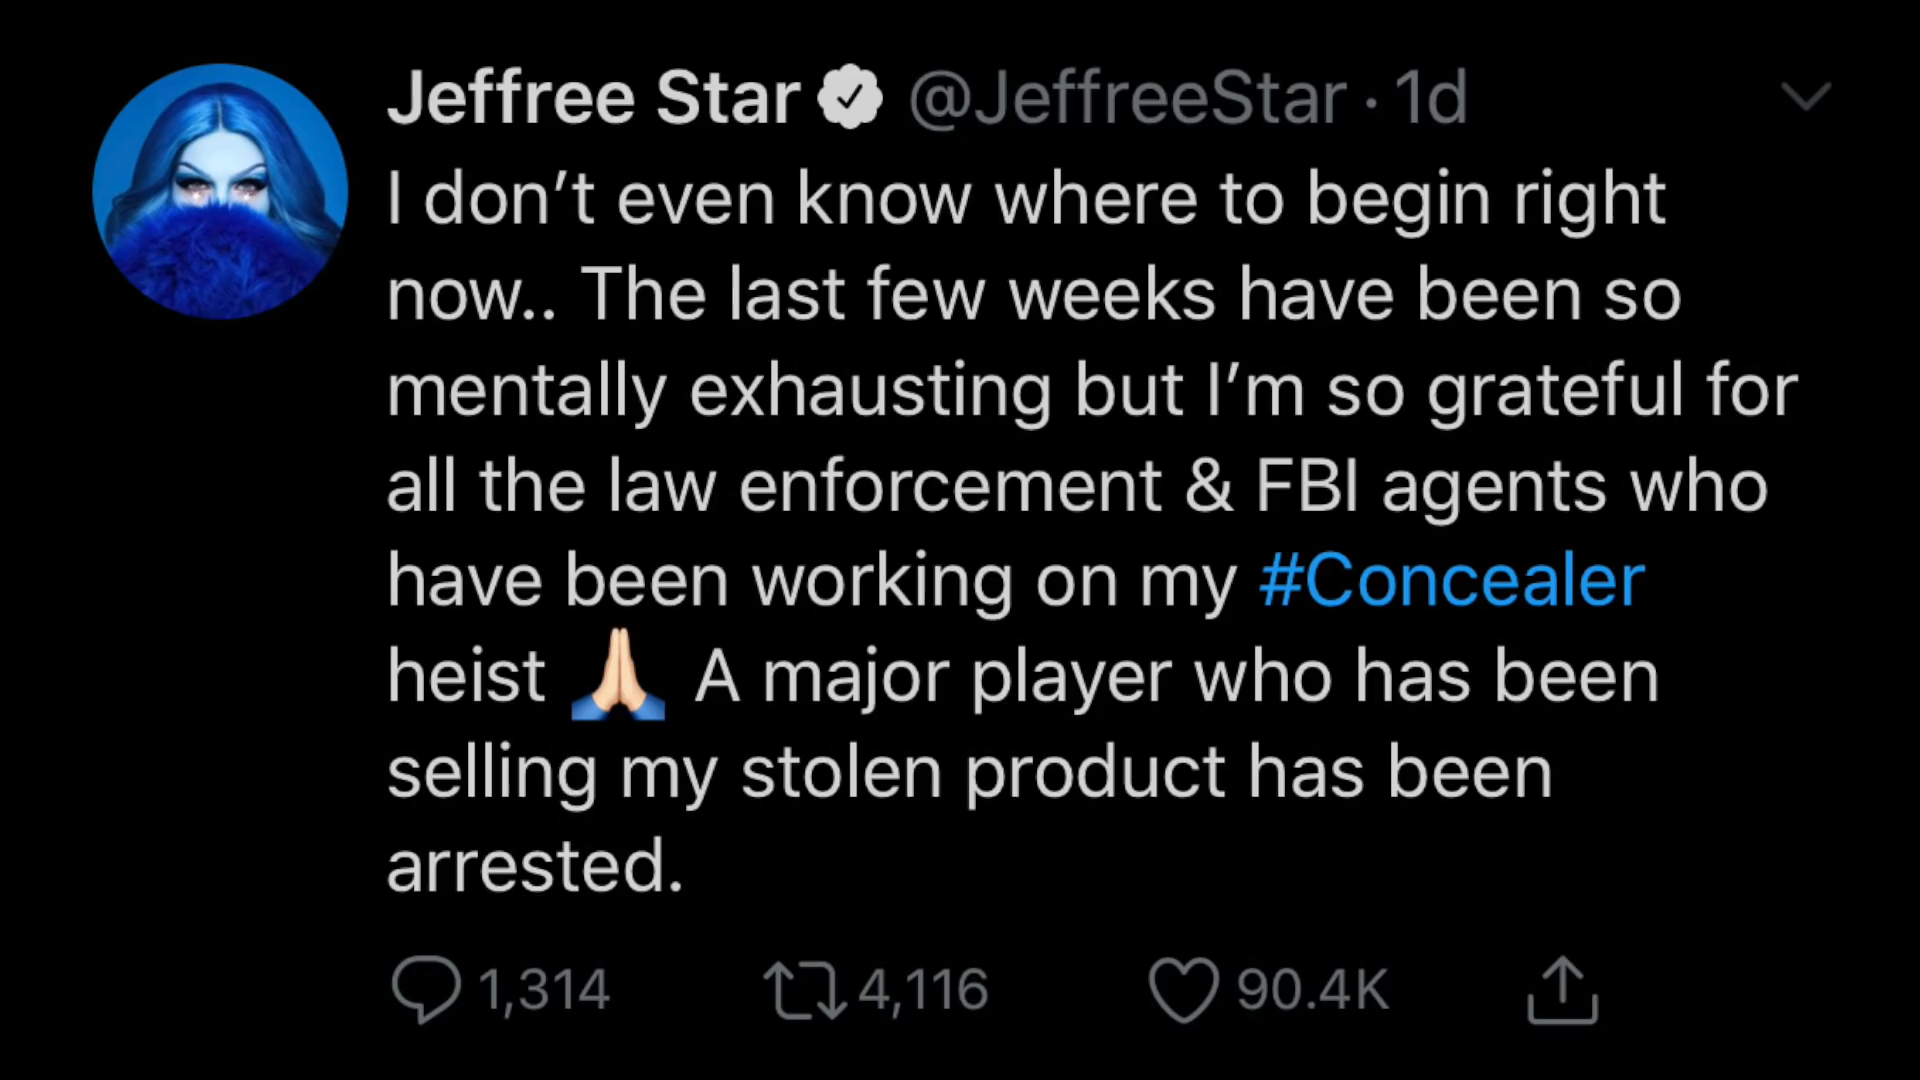 Jeffree Star @JeffreeStar · 1d
I don’t even know where to begin right
now.. The last few weeks have been so
mentally exhausting but I’m so grateful for
all the law enforcement & FBI agents who
have been working on my #Concealer
heist 🙏🏻 A major player who has been
selling my stolen product has been
arrested.
1,314 4,116 90.4K